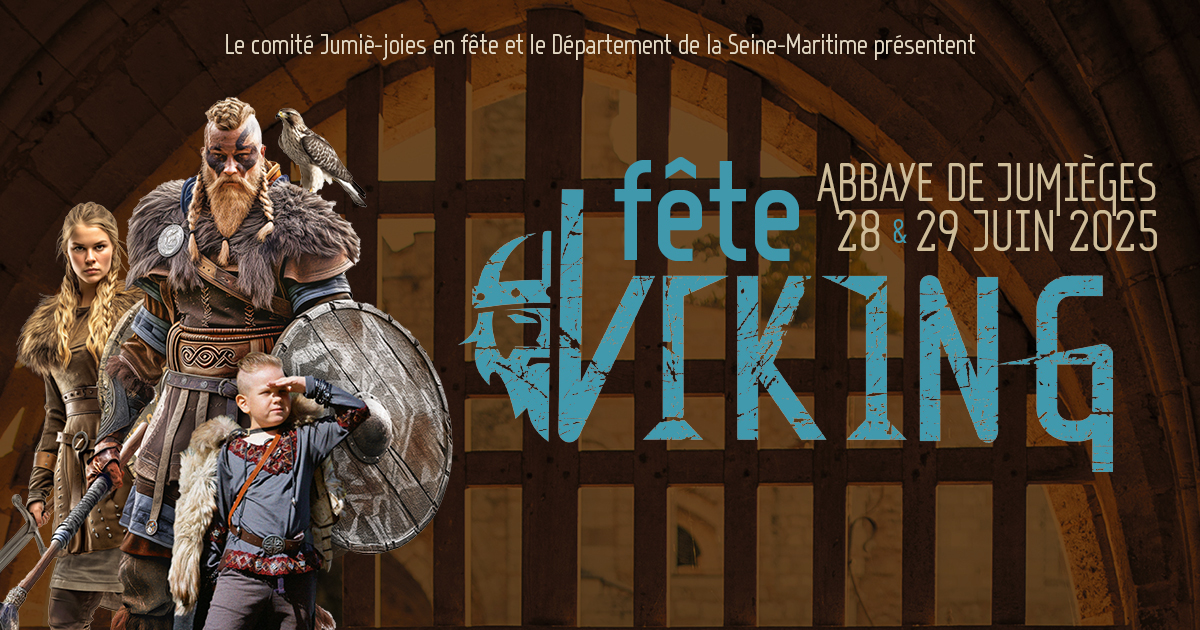 Le comité Jumiè-joies en fête et le Département de la Seine-Maritime présentent
fête
ABBAYE DE JUMIÈGES
28 & 29 JUIN 2025
VIKING